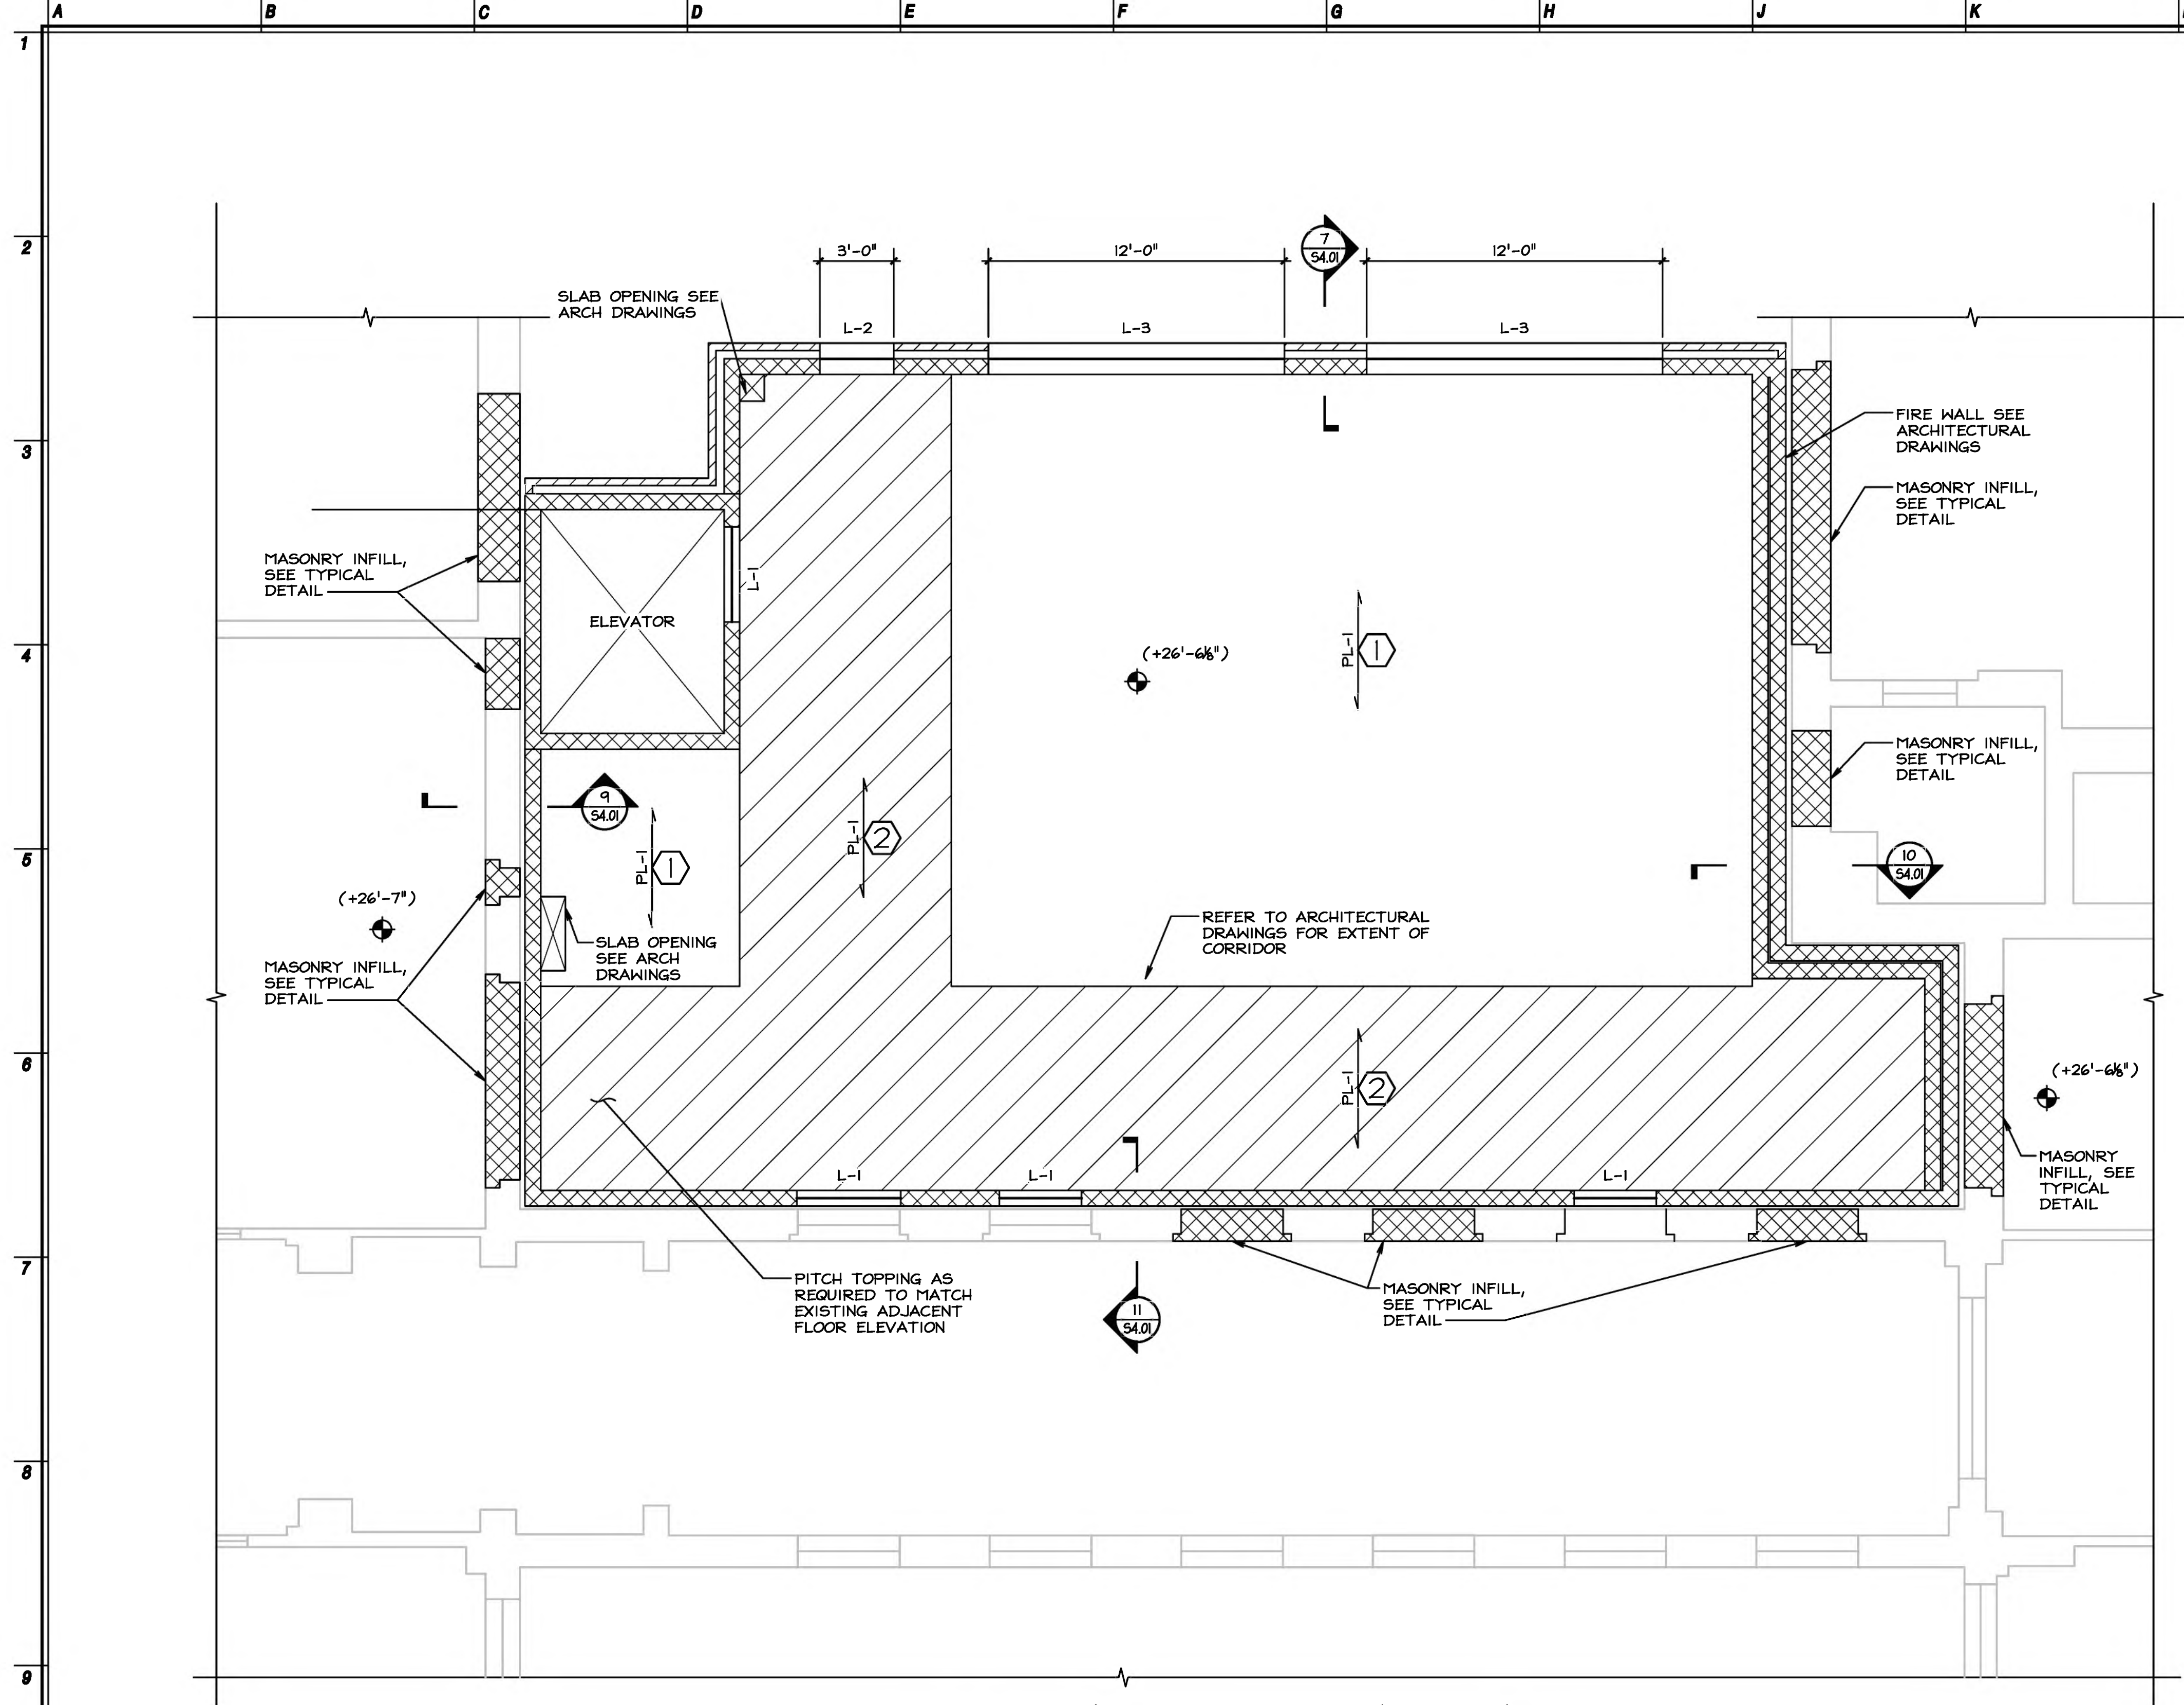 A B C D E F G H J K
1
2
3'-0" 12'-0" 12'-0"
7
S4.01
SLAB OPENING SEE
ARCH DRAWINGS
L-2 L-3 L-3
3
FIRE WALL SEE
ARCHITECTURAL
DRAWINGS
MASONRY INFILL,
SEE TYPICAL
DETAIL
MASONRY INFILL,
SEE TYPICAL
DETAIL
L-1
ELEVATOR
4
(+26'-6⅛")
PL-1
1
MASONRY INFILL,
SEE TYPICAL
DETAIL
9
S4.01
PL-1
2
PL-1
1
5
10
S4.01
(+26'-7")
SLAB OPENING
SEE ARCH
DRAWINGS
REFER TO ARCHITECTURAL
DRAWINGS FOR EXTENT OF
CORRIDOR
MASONRY INFILL,
SEE TYPICAL
DETAIL
6
PL-1
2
(+26'-6⅛")
L-1 L-1 L-1
MASONRY
INFILL, SEE
TYPICAL
DETAIL
7
PITCH TOPPING AS
REQUIRED TO MATCH
EXISTING ADJACENT
FLOOR ELEVATION
11
S4.01
MASONRY INFILL,
SEE TYPICAL
DETAIL
8
9